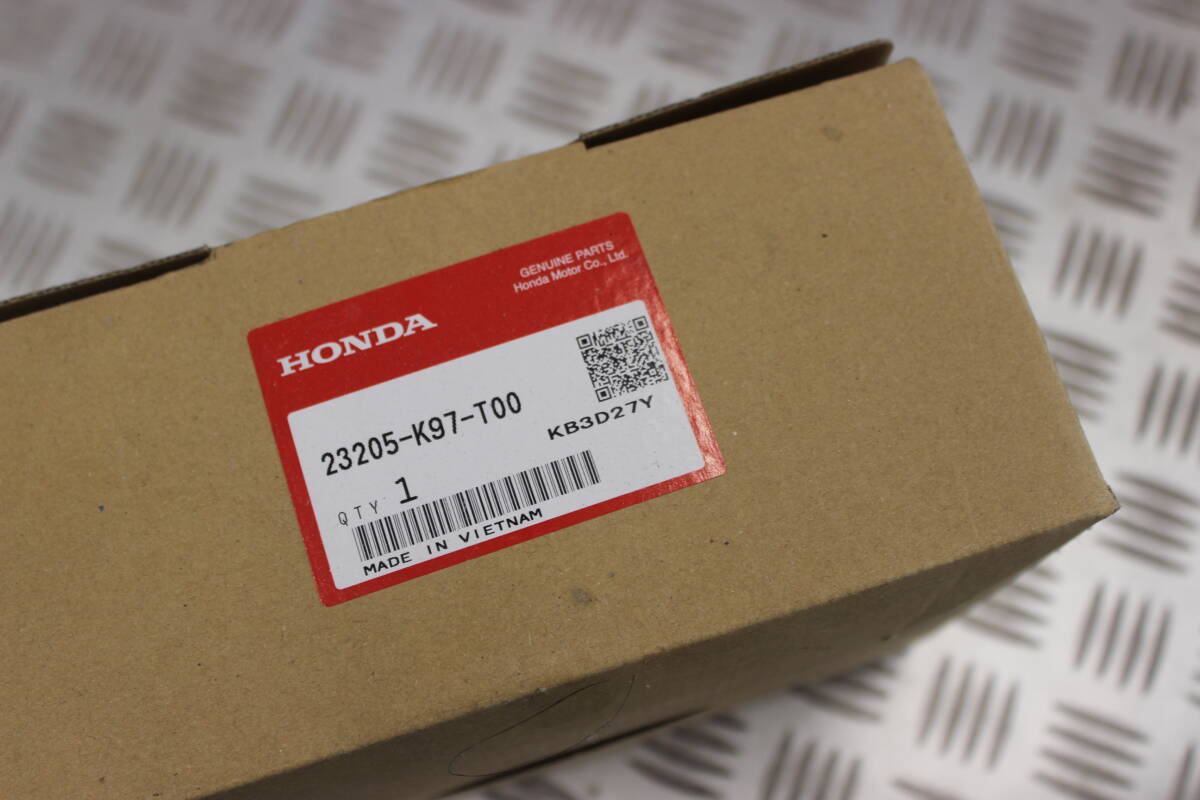 GENUINE PARTS
Honda Motor Co., Ltd.
HONDA
23205-K97-T00
KB3D27Y
QTY 1
MADE IN VIETNAM